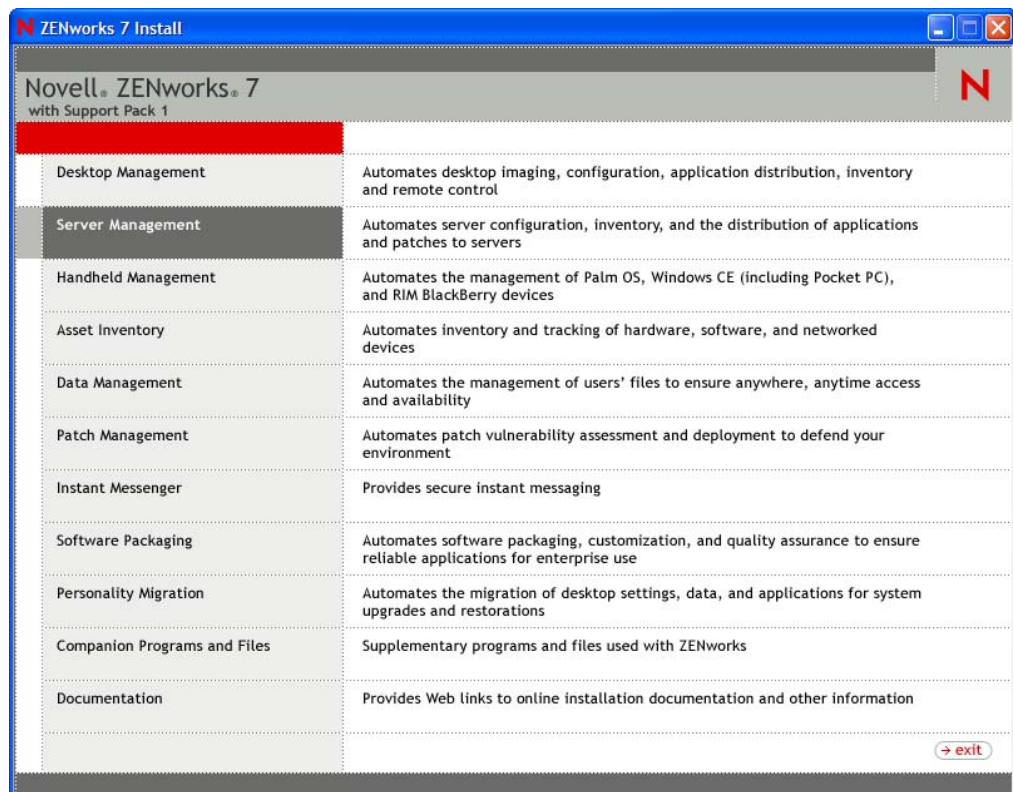 N ZENworks 7 Install
Novell® ZENworks® 7
with Support Pack 1
N
Desktop Management
Automates desktop imaging, configuration, application distribution, inventory
and remote control
Server Management
Automates server configuration, inventory, and the distribution of applications
and patches to servers
Handheld Management
Automates the management of Palm OS, Windows CE (including Pocket PC),
and RIM BlackBerry devices
Asset Inventory
Automates inventory and tracking of hardware, software, and networked
devices
Data Management
Automates the management of users' files to ensure anywhere, anytime access
and availability
Patch Management
Automates patch vulnerability assessment and deployment to defend your
environment
Instant Messenger
Provides secure instant messaging
Software Packaging
Automates software packaging, customization, and quality assurance to ensure
reliable applications for enterprise use
Personality Migration
Automates the migration of desktop settings, data, and applications for system
upgrades and restorations
Companion Programs and Files
Supplementary programs and files used with ZENworks
Documentation
Provides Web links to online installation documentation and other information
→ exit